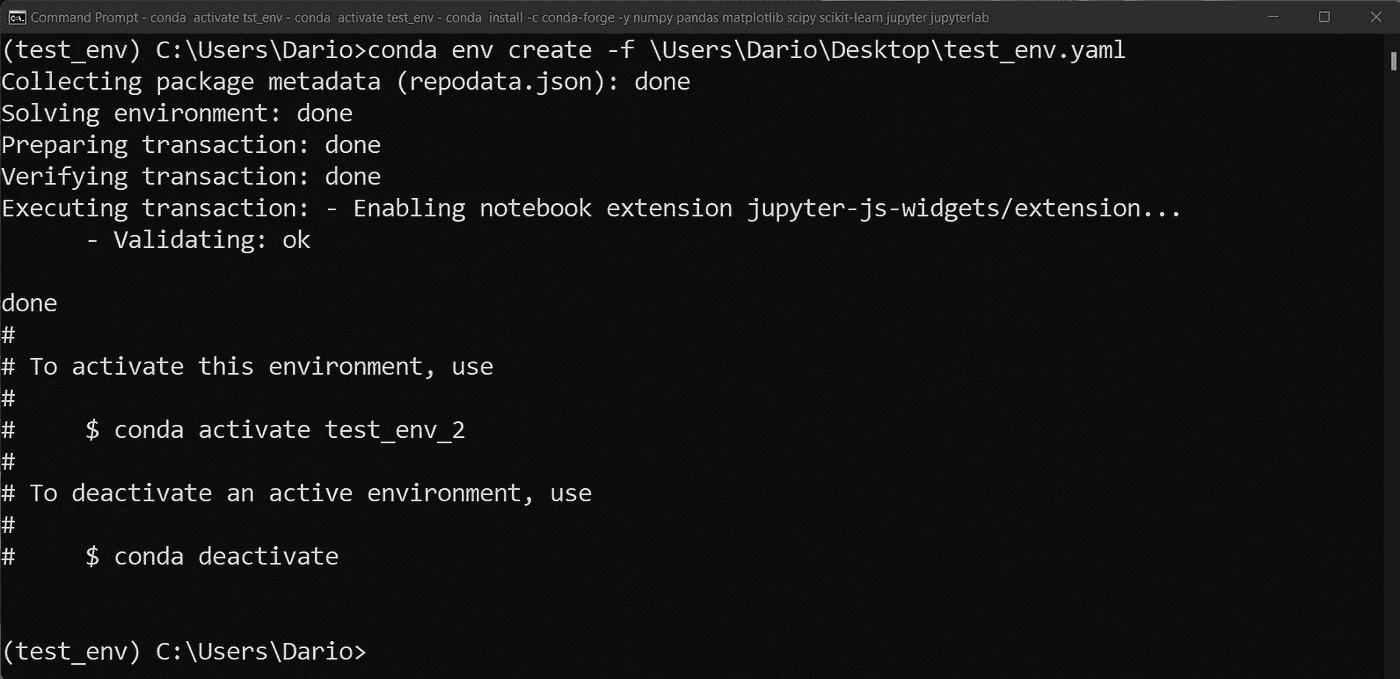 Command Prompt - conda  activate tst_env - conda  activate test_env - conda  install -c conda-forge -y numpy pandas matplotlib scipy scikit-learn jupyter jupyterlab
(test_env) C:\Users\Dario>conda env create -f \Users\Dario\Desktop\test_env.yaml
Collecting package metadata (repodata.json): done
Solving environment: done
Preparing transaction: done
Verifying transaction: done
Executing transaction: - Enabling notebook extension jupyter-js-widgets/extension...
      - Validating: ok
done
#
# To activate this environment, use
#
#     $ conda activate test_env_2
#
# To deactivate an active environment, use
#
#     $ conda deactivate
(test_env) C:\Users\Dario>